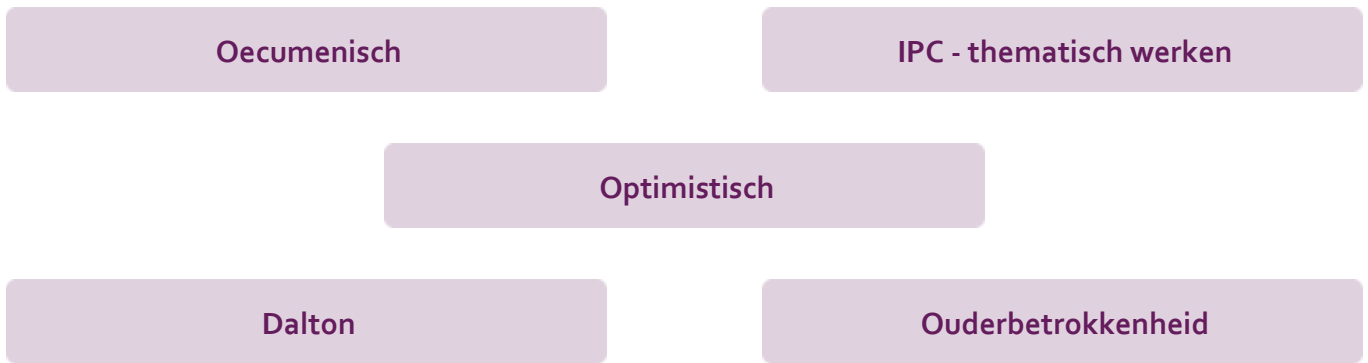 Oecumenisch
IPC - thematisch werken
Optimistisch
Dalton
Ouderbetrokkenheid